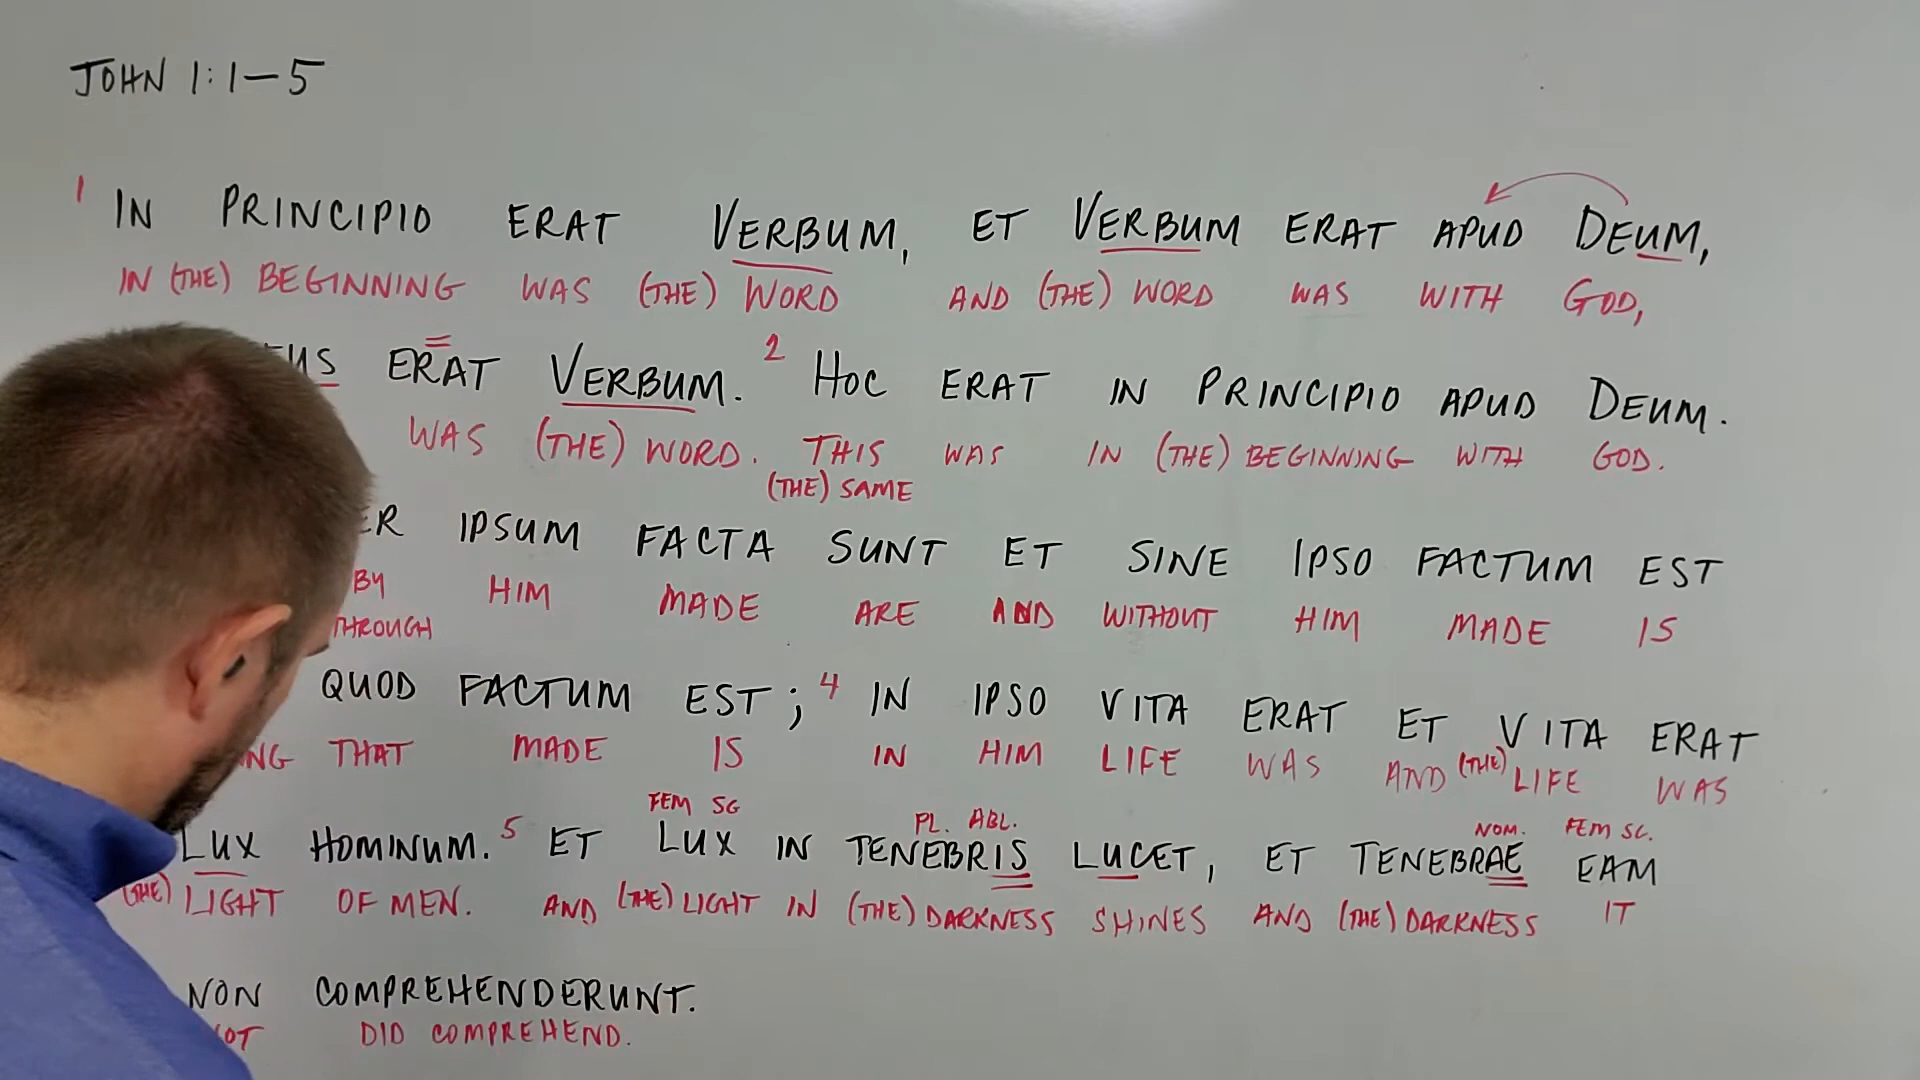 JOHN 1:1—5
1 IN PRINCIPIO ERAT VERBUM, ET VERBUM ERAT APUD DEUM,
IN (THE) BEGINNING WAS (THE) WORD AND (THE) WORD WAS WITH GOD,
ERAT VERBUM. 2 HOC ERAT IN PRINCIPIO APUD DEUM.
WAS (THE) WORD. THIS WAS IN (THE) BEGINNING WITH GOD.
(THE) SAME
IPSUM FACTA SUNT ET SINE IPSO FACTUM EST
BY HIM MADE ARE AND WITHOUT HIM MADE IS
THROUGH
QUOD FACTUM EST; 4 IN IPSO VITA ERAT ET VITA ERAT
THAT MADE IS IN HIM LIFE WAS AND (THE) LIFE WAS
FEM SG PL. ABL. NOM. FEM SG.
LUX HOMINUM. 5 ET LUX IN TENEBRIS LUCET, ET TENEBRAE EAM
(THE) LIGHT OF MEN. AND (THE) LIGHT IN (THE) DARKNESS SHINES AND (THE) DARKNESS IT
NON COMPREHENDERUNT.
DID COMPREHEND.